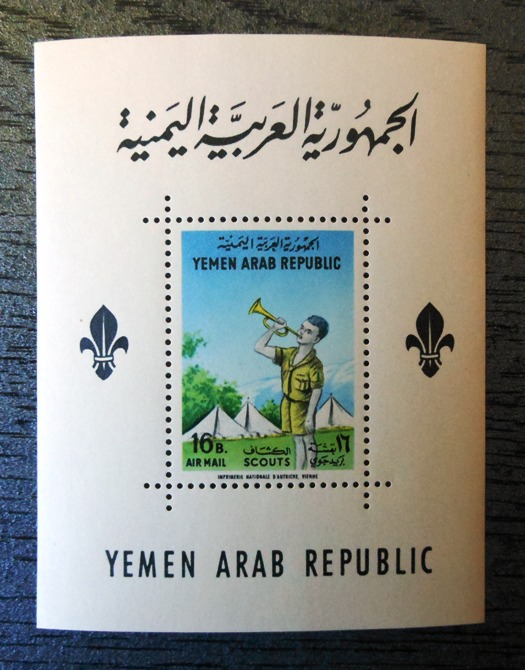 الجمهورية العربية اليمنية
الجمهورية العربية اليمنية
YEMEN ARAB REPUBLIC
16 B. الكشاف ١٦ بقشة
AIR MAIL SCOUTS بريد جوي
IMPRIMERIE NATIONALE D'AUTRICHE, VIENNE
YEMEN ARAB REPUBLIC